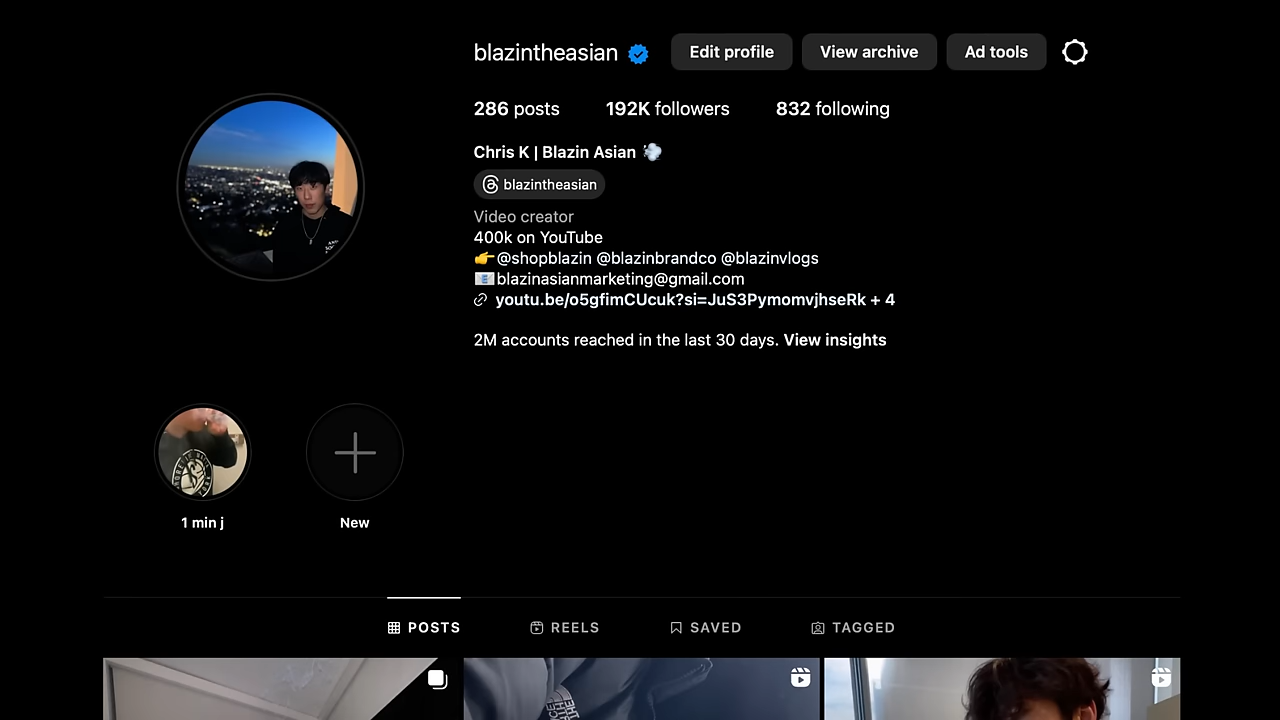 blazintheasian Edit profile View archive Ad tools
286 posts 192K followers 832 following
Chris K | Blazin Asian 💨
blazintheasian
Video creator
400k on YouTube
👉@shopblazin @blazinbrandco @blazinvlogs
📧blazinasianmarketing@gmail.com
youtu.be/o5gfimCUcuk?si=JuS3PymomvjhseRk + 4
2M accounts reached in the last 30 days. View insights
1 min j New
POSTS REELS SAVED TAGGED